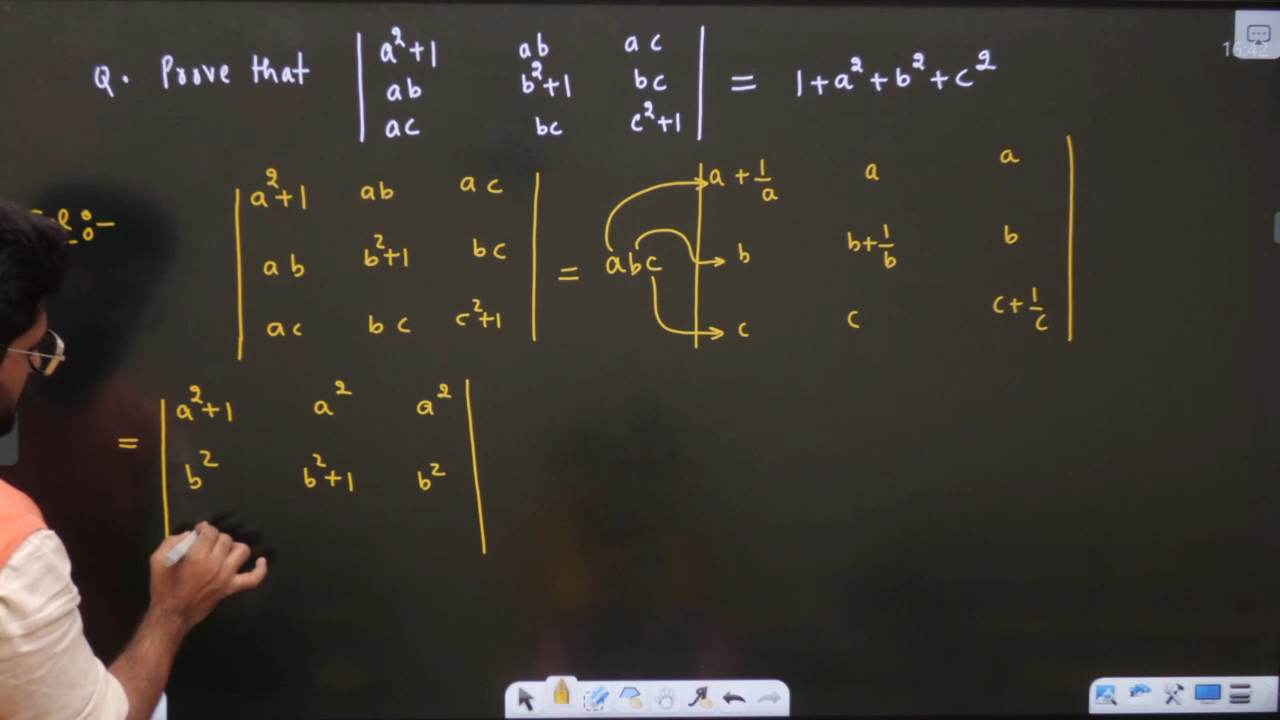 Q. Prove that | a²+1 ab ac | = 1+a²+b²+c²
| ab b²+1 bc |
| ac bc c²+1 |
| a²+1 ab ac | = abc | a+1/a a a |
| ab b²+1 bc | | b b+1/b b |
| ac bc c²+1 | | c c c+1/c |
= | a²+1 a² a² |
| b² b²+1 b² |
16:42